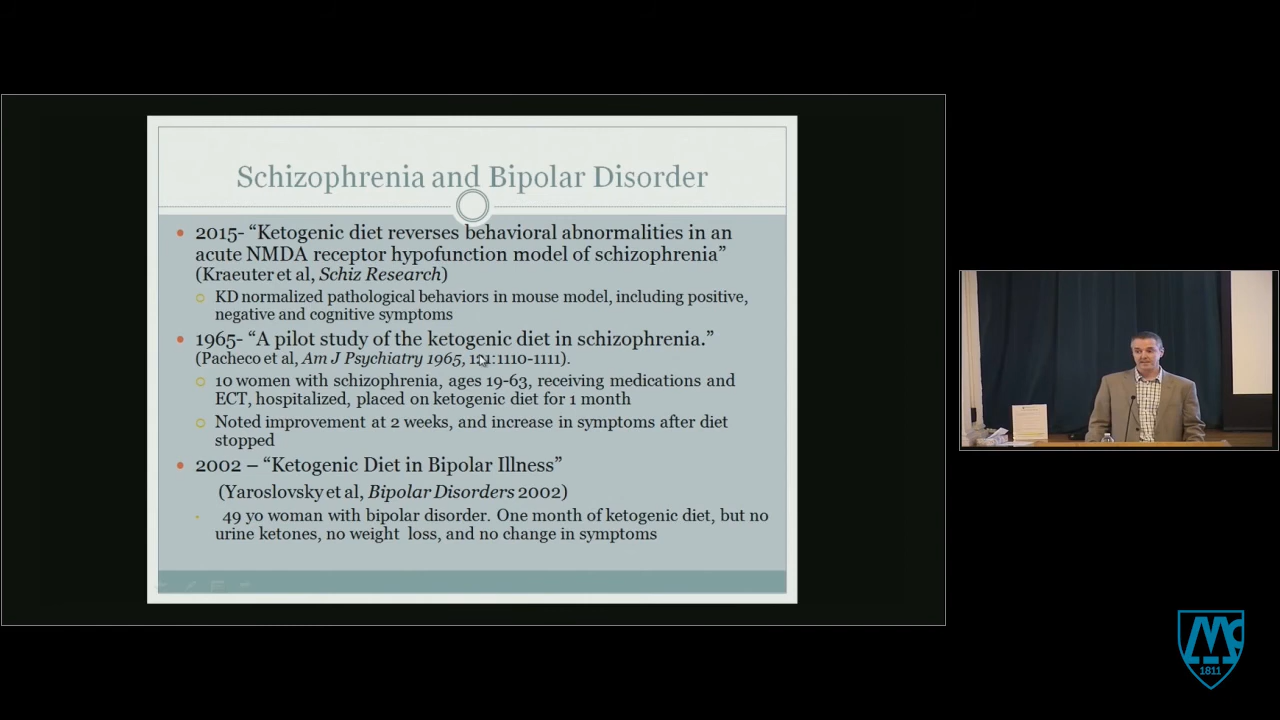 Schizophrenia and Bipolar Disorder
2015- “Ketogenic diet reverses behavioral abnormalities in an
acute NMDA receptor hypofunction model of schizophrenia”
(Kraeuter et al, Schiz Research)
KD normalized pathological behaviors in mouse model, including positive,
negative and cognitive symptoms
1965- “A pilot study of the ketogenic diet in schizophrenia.”
(Pacheco et al, Am J Psychiatry 1965, 121:1110-1111).
10 women with schizophrenia, ages 19-63, receiving medications and
ECT, hospitalized, placed on ketogenic diet for 1 month
Noted improvement at 2 weeks, and increase in symptoms after diet
stopped
2002 – “Ketogenic Diet in Bipolar Illness”
(Yaroslovsky et al, Bipolar Disorders 2002)
49 yo woman with bipolar disorder. One month of ketogenic diet, but no
urine ketones, no weight loss, and no change in symptoms
Mc
1811